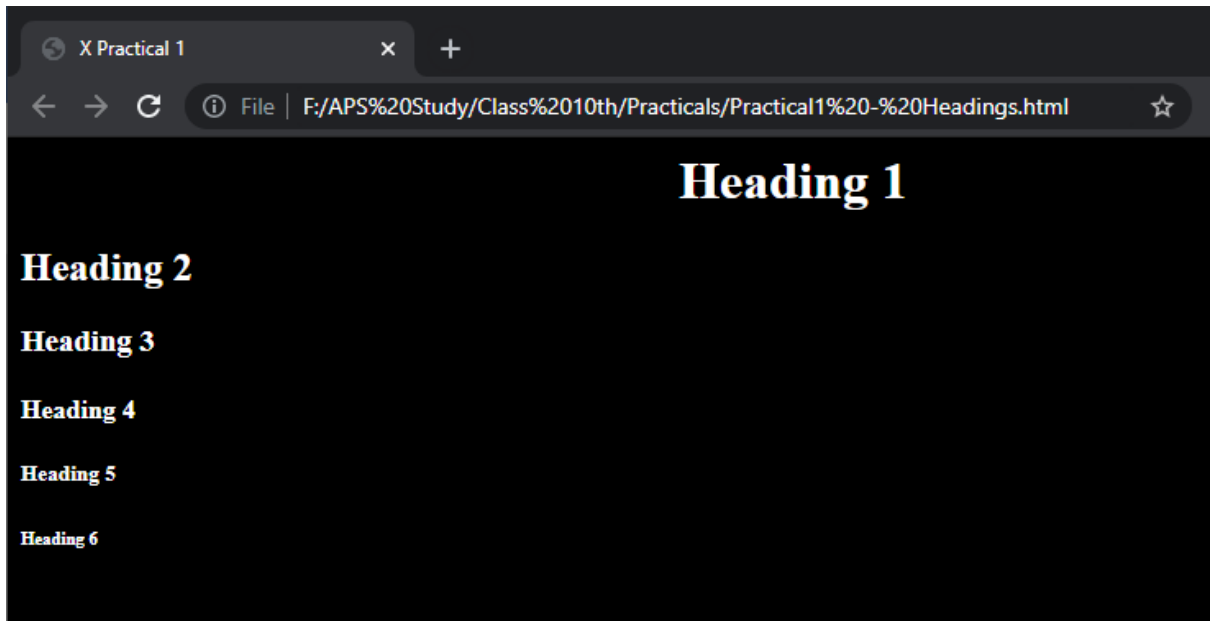 X Practical 1
File F:/APS%20Study/Class%2010th/Practicals/Practical1%20-%20Headings.html
Heading 1
Heading 2
Heading 3
Heading 4
Heading 5
Heading 6